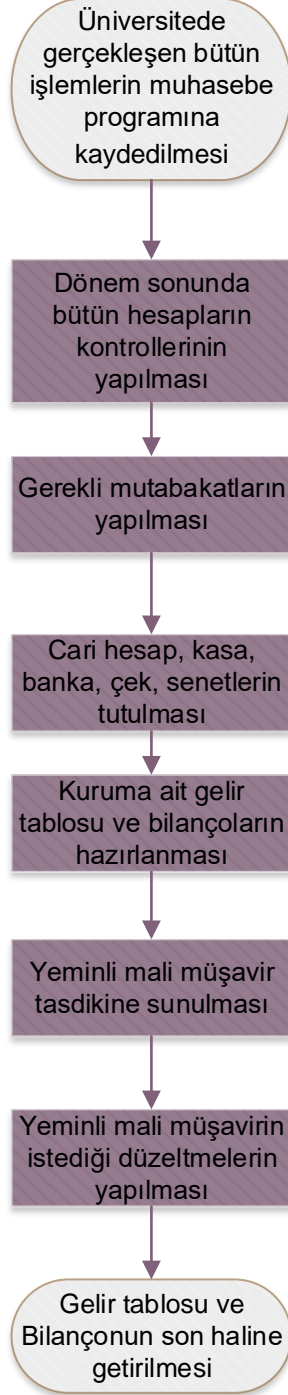 Üniversitede
gerçekleşen bütün
işlemlerin muhasebe
programına
kaydedilmesi
Dönem sonunda
bütün hesapların
kontrollerinin
yapılması
Gerekli mutabakatların
yapılması
Cari hesap, kasa,
banka, çek, senetlerin
tutulması
Kuruma ait gelir
tablosu ve bilançoların
hazırlanması
Yeminli mali müşavir
tasdikine sunulması
Yeminli mali müşavirin
istediği düzeltmelerin
yapılması
Gelir tablosu ve
Bilançonun son haline
getirilmesi